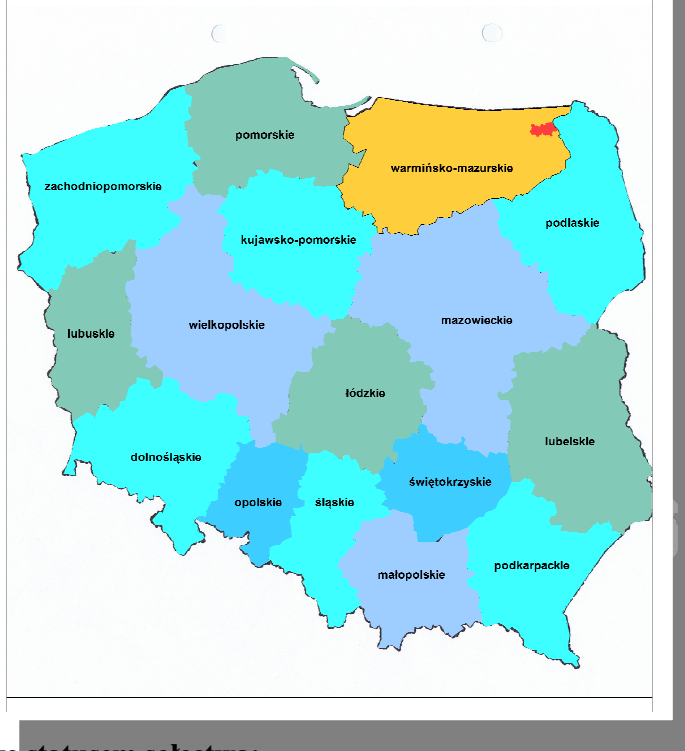 pomorskie
warmińsko-mazurskie
zachodniopomorskie
podlaskie
kujawsko-pomorskie
mazowieckie
wielkopolskie
lubuskie
łódzkie
lubelskie
dolnośląskie
świętokrzyskie
opolskie
śląskie
podkarpackie
małopolskie